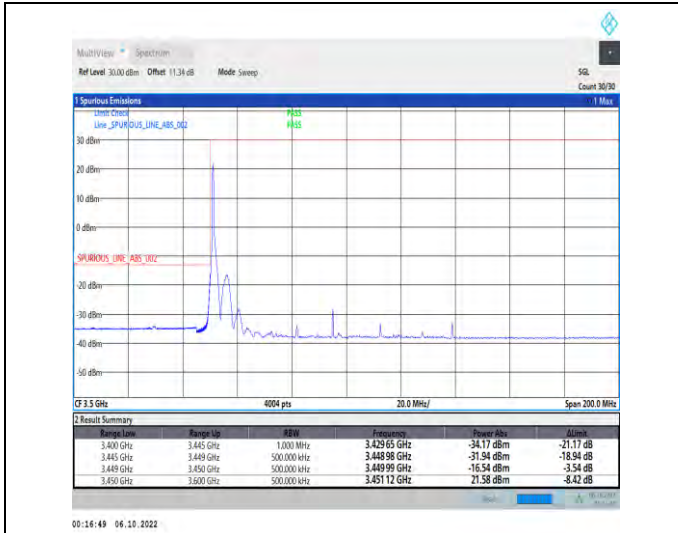 MultiView Spectrum
Ref Level 30.00 dBm Offset 11.34 dB Mode Sweep SGL
Count 30/30
1 Spurious Emissions 1 Max
Limit Check PASS
Line _SPURIOUS_LINE_ABS_002 PASS
30 dBm
20 dBm
10 dBm
0 dBm
_SPURIOUS_LINE_ABS_002
-20 dBm
-30 dBm
-40 dBm
-50 dBm
CF 3.5 GHz 4004 pts 20.0 MHz/ Span 200.0 MHz
2 Result Summary
Range Low Range Up RBW Frequency Power Abs ΔLimit
3.400 GHz 3.445 GHz 1.000 MHz 3.429 65 GHz -34.17 dBm -21.17 dB
3.445 GHz 3.449 GHz 500.000 kHz 3.448 98 GHz -31.94 dBm -18.94 dB
3.449 GHz 3.450 GHz 500.000 kHz 3.449 99 GHz -16.54 dBm -3.54 dB
3.450 GHz 3.600 GHz 500.000 kHz 3.451 12 GHz 21.58 dBm -8.42 dB
00:16:49 06.10.2022